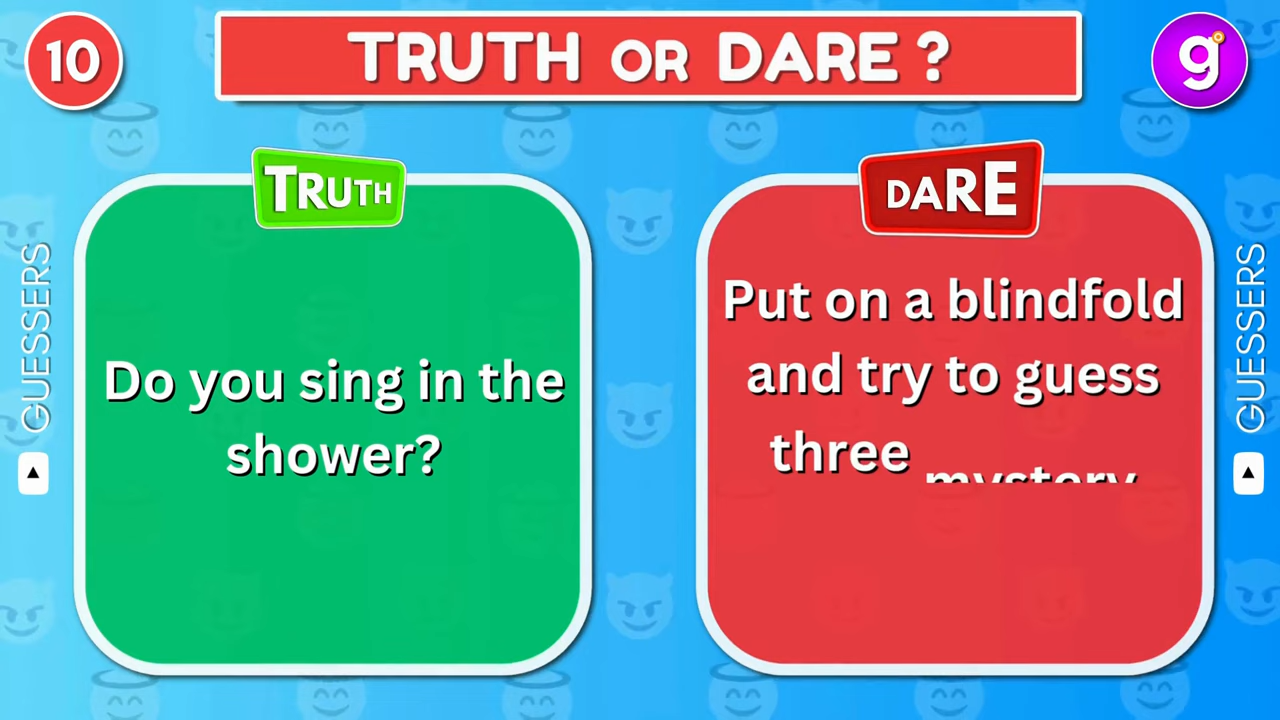 10
TRUTH OR DARE ?
g
TRUTH
Do you sing in the
shower?
DARE
Put on a blindfold
and try to guess
three mystery
GUESSERS
GUESSERS